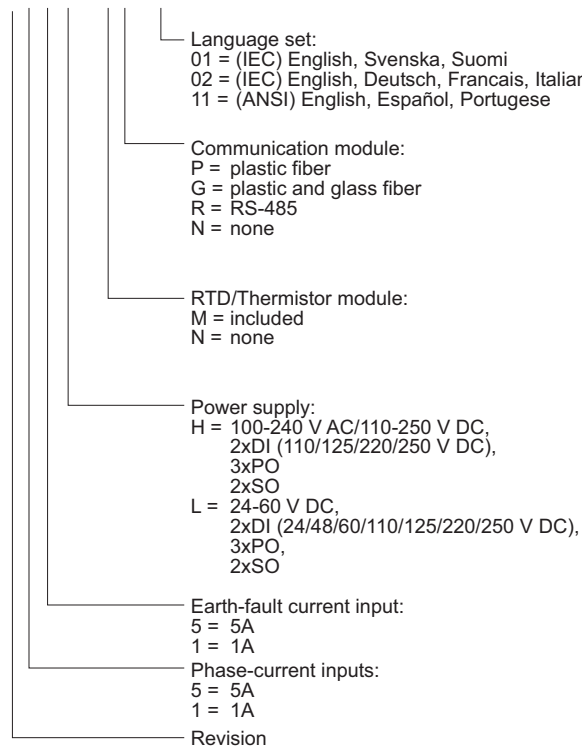 Language set:
01 = (IEC) English, Svenska, Suomi
02 = (IEC) English, Deutsch, Francais, Italian
11 = (ANSI) English, Español, Portugese
Communication module:
P = plastic fiber
G = plastic and glass fiber
R = RS-485
N = none
RTD/Thermistor module:
M = included
N = none
Power supply:
H = 100-240 V AC/110-250 V DC,
2xDI (110/125/220/250 V DC),
3xPO
2xSO
L = 24-60 V DC,
2xDI (24/48/60/110/125/220/250 V DC),
3xPO,
2xSO
Earth-fault current input:
5 = 5A
1 = 1A
Phase-current inputs:
5 = 5A
1 = 1A
Revision